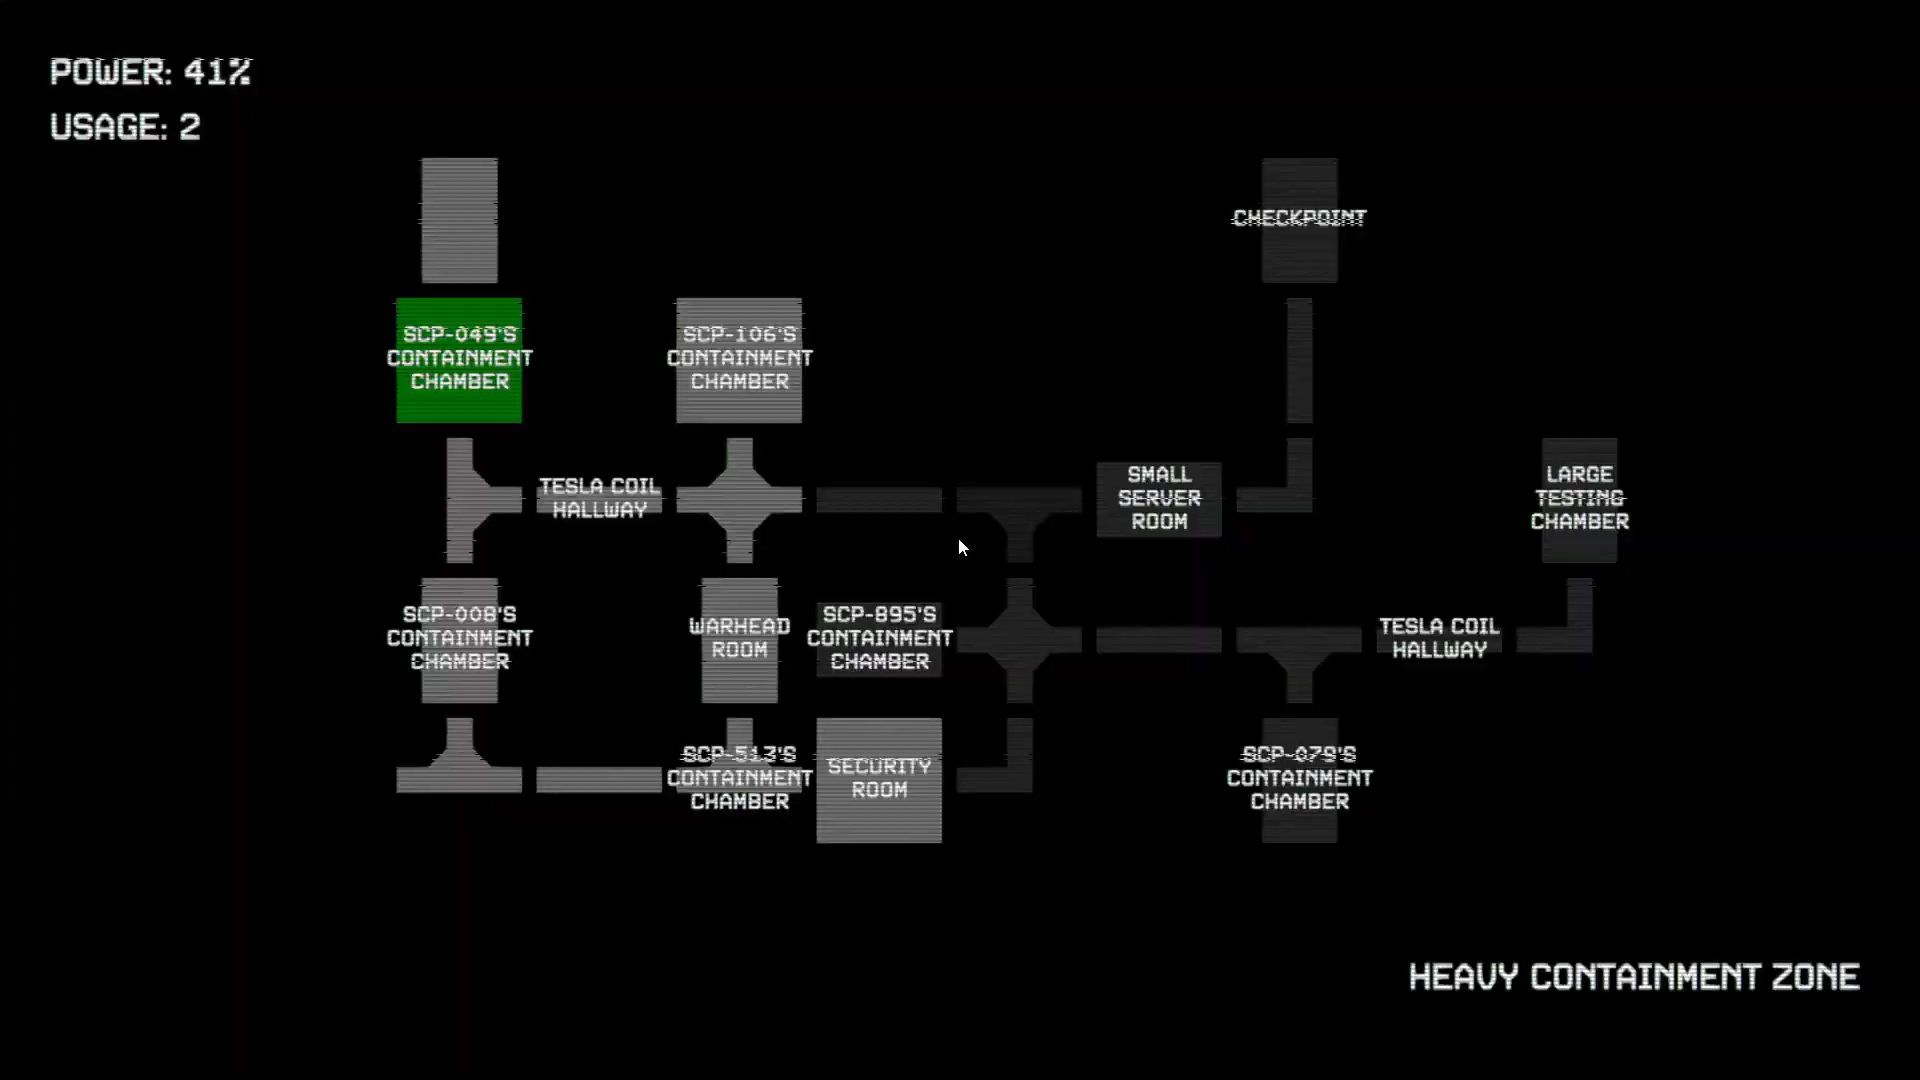 POWER: 41%
USAGE: 2
CHECKPOINT
SCP-049'S
CONTAINMENT
CHAMBER
SCP-106'S
CONTAINMENT
CHAMBER
TESLA COIL
HALLWAY
SMALL
SERVER
ROOM
LARGE
TESTING
CHAMBER
SCP-008'S
CONTAINMENT
CHAMBER
WARHEAD
ROOM
SCP-895'S
CONTAINMENT
CHAMBER
TESLA COIL
HALLWAY
SCP-513'S
CONTAINMENT
CHAMBER
SECURITY
ROOM
SCP-079'S
CONTAINMENT
CHAMBER
HEAVY CONTAINMENT ZONE